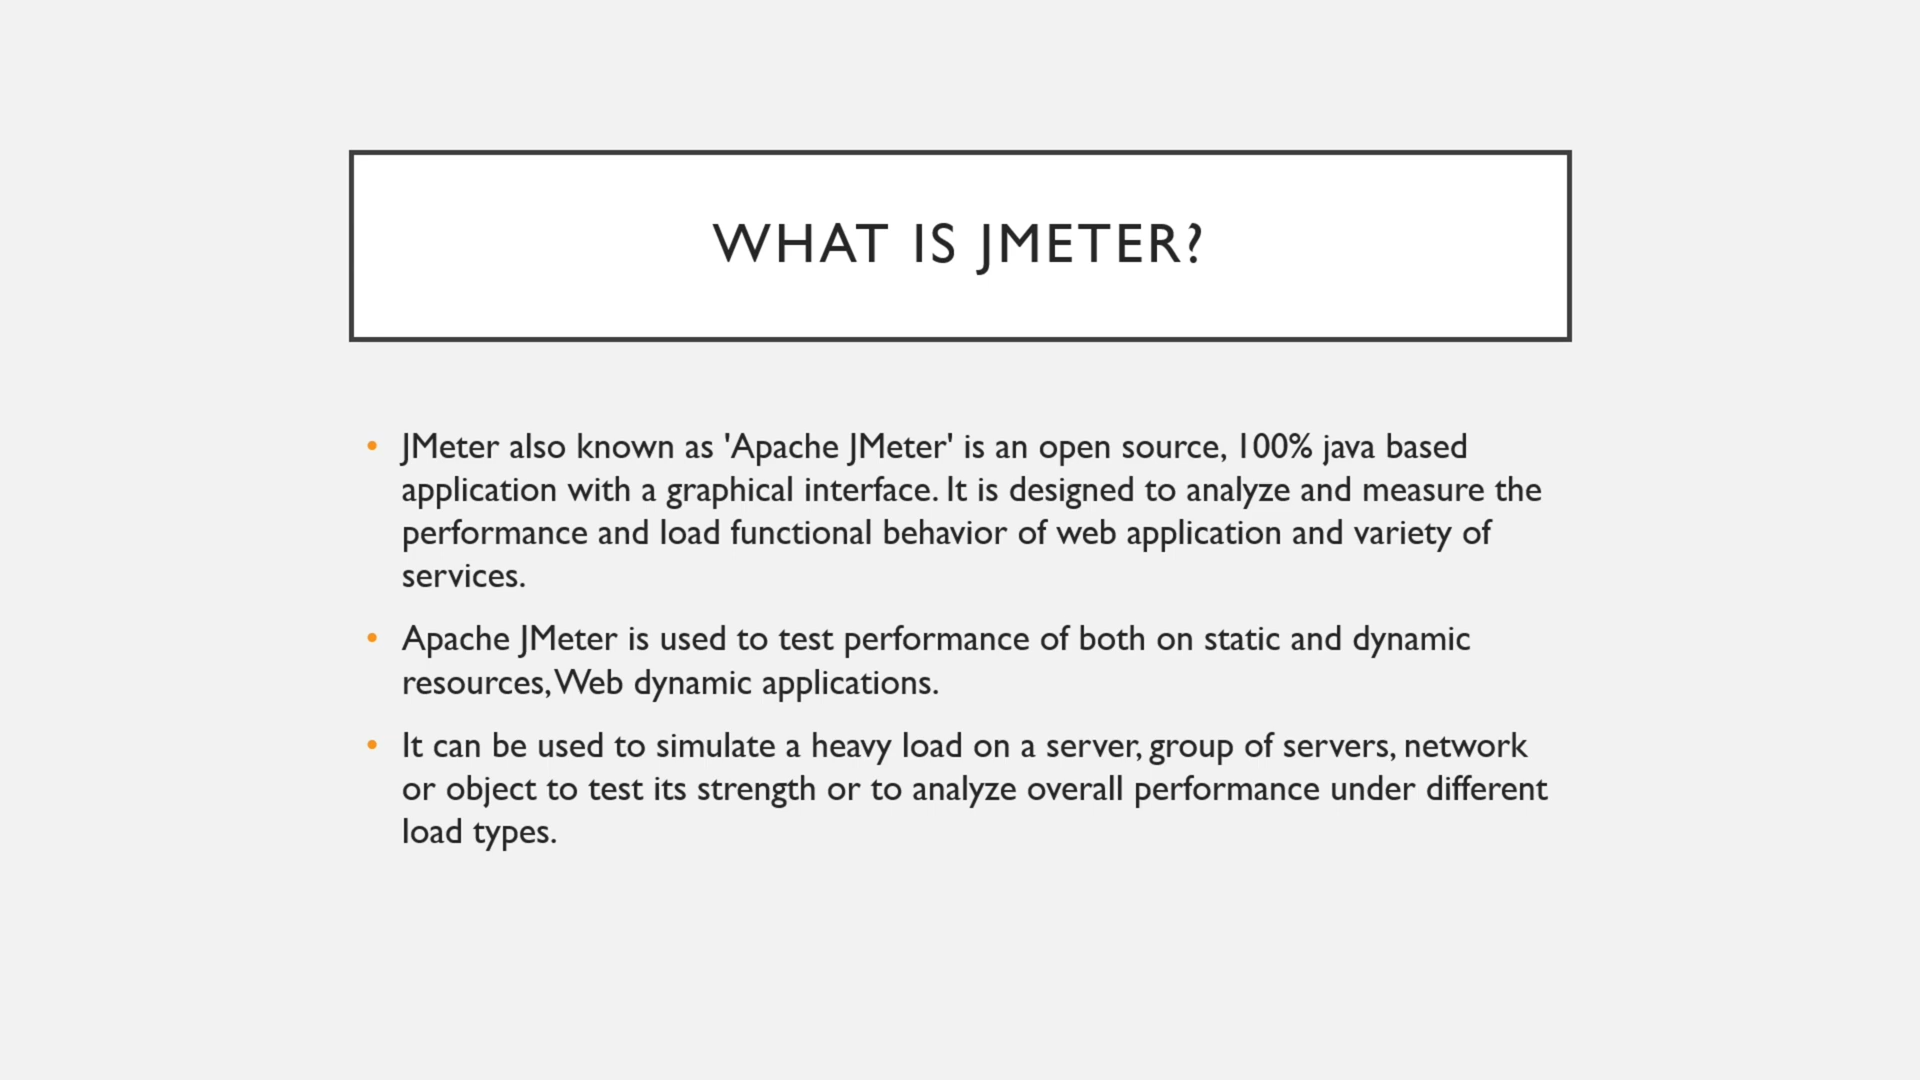 WHAT IS JMETER?
• JMeter also known as 'Apache JMeter' is an open source, 100% java based
application with a graphical interface. It is designed to analyze and measure the
performance and load functional behavior of web application and variety of
services.
• Apache JMeter is used to test performance of both on static and dynamic
resources, Web dynamic applications.
• It can be used to simulate a heavy load on a server, group of servers, network
or object to test its strength or to analyze overall performance under different
load types.